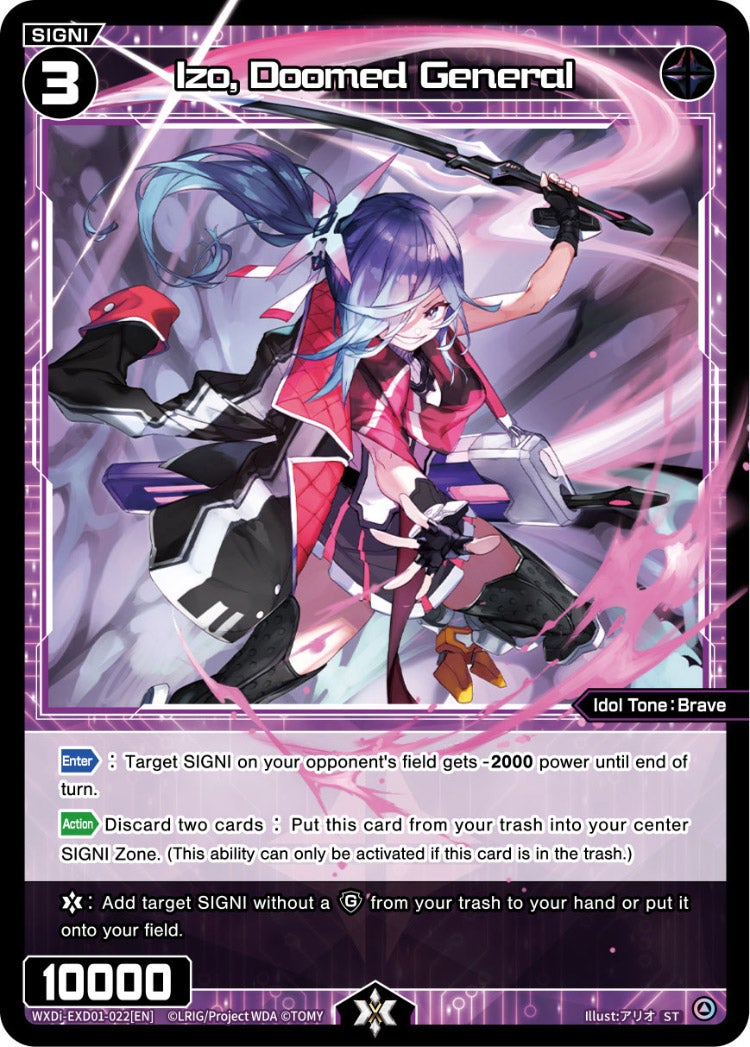 SIGNI
3
Izo, Doomed General
Idol Tone:Brave
Enter : Target SIGNI on your opponent's field gets -2000 power until end of
turn.
Action Discard two cards : Put this card from your trash into your center
SIGNI Zone. (This ability can only be activated if this card is in the trash.)
: Add target SIGNI without a G from your trash to your hand or put it
onto your field.
10000
WXDi-EXD01-022[EN] ©LRIG/Project WDA ©TOMY
Illust:アリオ ST